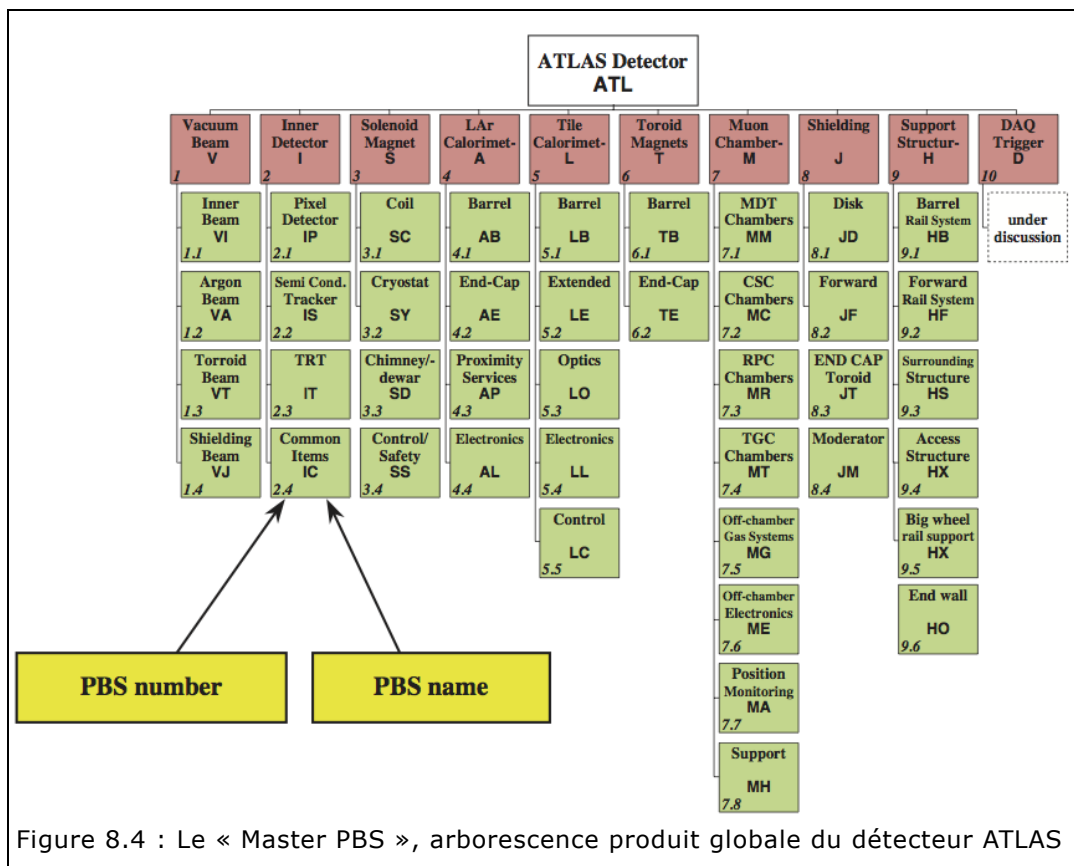 ATLAS Detector
ATL
Vacuum
Beam
V
1
Inner
Detector
I
2
Solenoid
Magnet
S
3
LAr
Calorimet-
A
4
Tile
Calorimet-
L
5
Toroid
Magnets
T
6
Muon
Chamber-
M
7
Shielding
J
8
Support
Structur-
H
9
DAQ
Trigger
D
10
Inner
Beam
VI
1.1
Argon
Beam
VA
1.2
Torroid
Beam
VT
1.3
Shielding
Beam
VJ
1.4
Pixel
Detector
IP
2.1
Semi Cond.
Tracker
IS
2.2
TRT
IT
2.3
Common
Items
IC
2.4
Coil
SC
3.1
Cryostat
SY
3.2
Chimney/-
dewar
SD
3.3
Control/
Safety
SS
3.4
Barrel
AB
4.1
End-Cap
AE
4.2
Proximity
Services
AP
4.3
Electronics
AL
4.4
Barrel
LB
5.1
Extended
LE
5.2
Optics
LO
5.3
Electronics
LL
5.4
Control
LC
5.5
Barrel
TB
6.1
End-Cap
TE
6.2
MDT
Chambers
MM
7.1
CSC
Chambers
MC
7.2
RPC
Chambers
MR
7.3
TGC
Chambers
MT
7.4
Off-chamber
Gas Systems
MG
7.5
Off-chamber
Electronics
ME
7.6
Position
Monitoring
MA
7.7
Support
MH
7.8
Disk
JD
8.1
Forward
JF
8.2
END CAP
Toroid
JT
8.3
Moderator
JM
8.4
Barrel
Rail System
HB
9.1
Forward
Rail System
HF
9.2
Surrounding
Structure
HS
9.3
Access
Structure
HX
9.4
Big wheel
rail support
HX
9.5
End wall
HO
9.6
under
discussion
PBS number
PBS name
Figure 8.4 : Le « Master PBS », arborescence produit globale du détecteur ATLAS